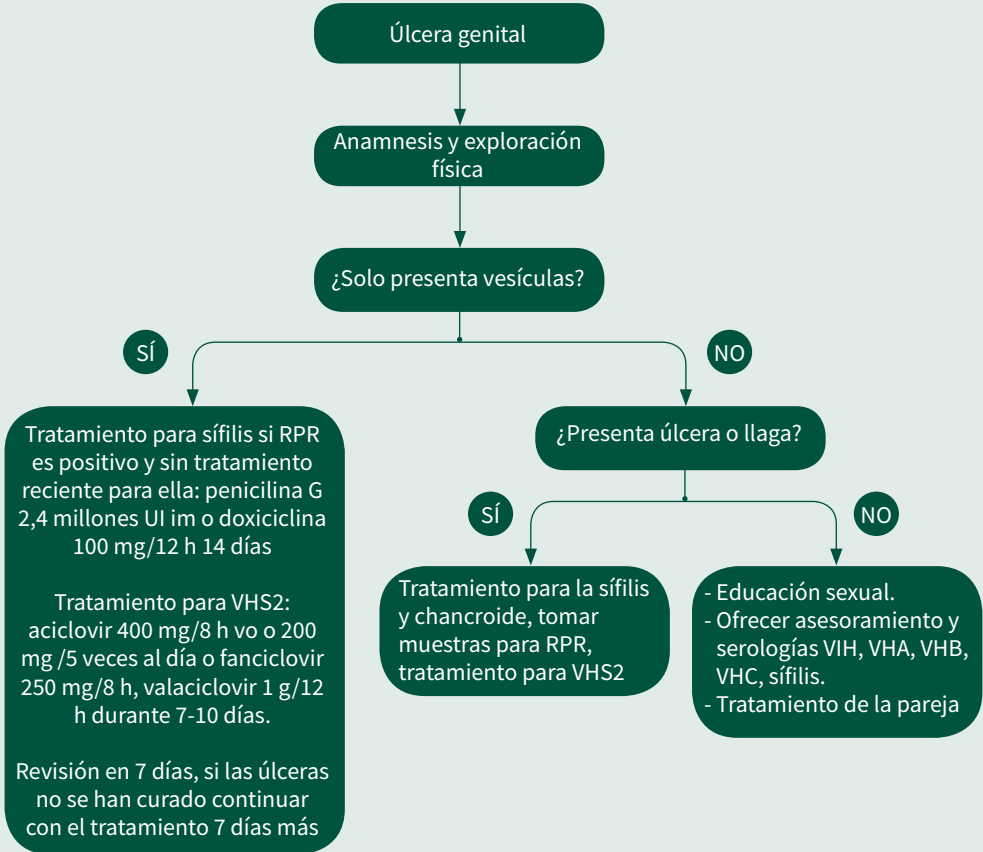 Úlcera genital
Anamnesis y exploración
física
¿Solo presenta vesículas?
SÍ
NO
Tratamiento para sífilis si RPR
es positivo y sin tratamiento
reciente para ella: penicilina G
2,4 millones UI im o doxiciclina
100 mg/12 h 14 días
Tratamiento para VHS2:
aciclovir 400 mg/8 h vo o 200
mg /5 veces al día o fanciclovir
250 mg/8 h, valaciclovir 1 g/12
h durante 7-10 días.
Revisión en 7 días, si las úlceras
no se han curado continuar
con el tratamiento 7 días más
¿Presenta úlcera o llaga?
SÍ
NO
Tratamiento para la sífilis
y chancroide, tomar
muestras para RPR,
tratamiento para VHS2
- Educación sexual.
- Ofrecer asesoramiento y
serologías VIH, VHA, VHB,
VHC, sífilis.
- Tratamiento de la pareja